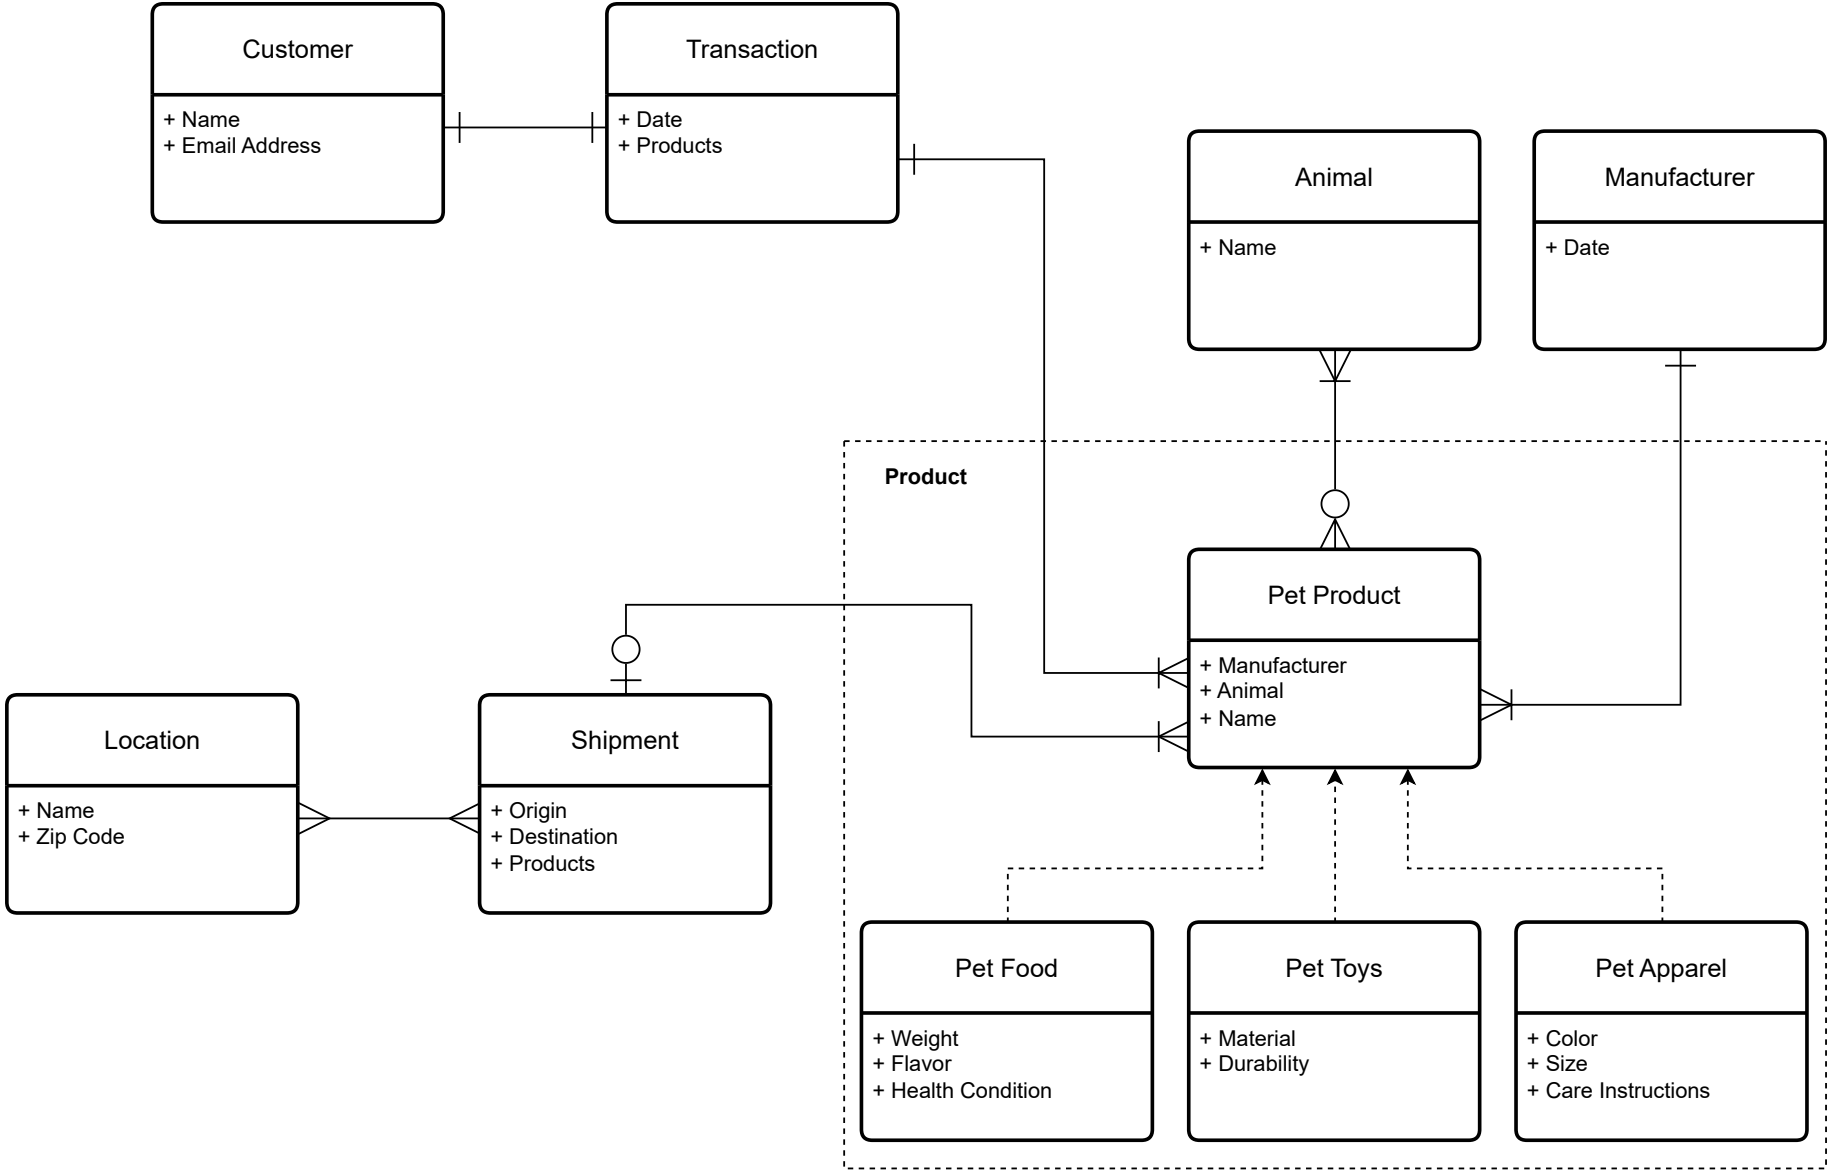 Customer
+ Name
+ Email Address
Transaction
+ Date
+ Products
Animal
+ Name
Manufacturer
+ Date
Product
Pet Product
+ Manufacturer
+ Animal
+ Name
Location
+ Name
+ Zip Code
Shipment
+ Origin
+ Destination
+ Products
Pet Food
+ Weight
+ Flavor
+ Health Condition
Pet Toys
+ Material
+ Durability
Pet Apparel
+ Color
+ Size
+ Care Instructions